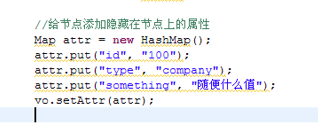 //给节点添加隐藏在节点上的属性
Map attr = new HashMap();
attr.put("id", "100");
attr.put("type", "company");
attr.put("something", "随便什么值");
vo.setAttr(attr);